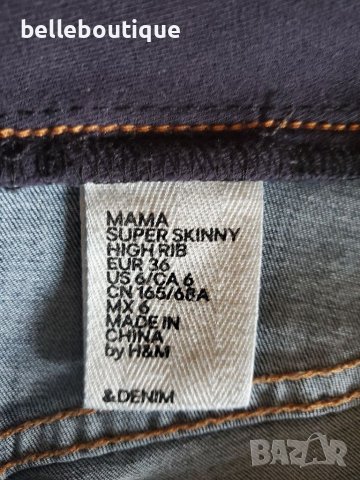 belleboutique
MAMA
SUPER SKINNY
HIGH RIB
EUR 36
US 6/CA 6
CN 165/68A
MX 6
MADE IN
CHINA
by H&M
&DENIM
BAZAR